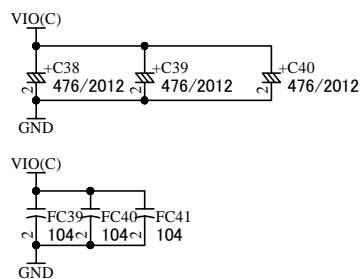 VIO(C)
+C38 +C39 +C40
2 476/2012 2 476/2012 2 476/2012
GND
VIO(C)
FC39 FC40 FC41
2 104 2 104 2 104
GND